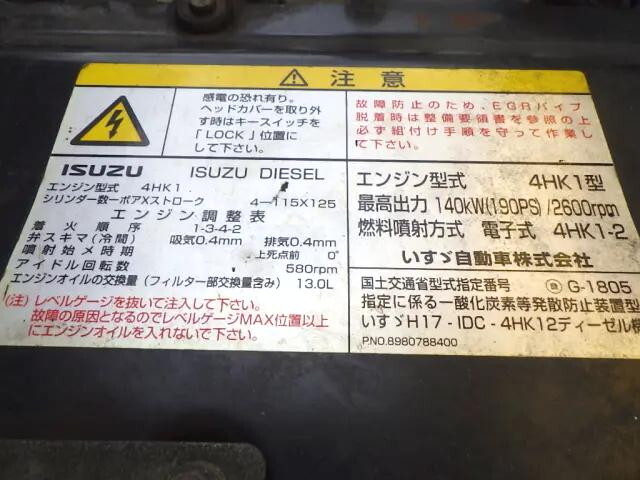 注意
感電の恐れ有り。
ヘッドカバーを取り外
す時はキースイッチを
「LOCK」位置に
して下さい。
故障防止のため、EGRパイプ
脱着時は整備要領書を参照の上
必ず組付け手順を守って作業し
て下さい。
ISUZU ISUZU DIESEL
エンジン型式 4HK1
シリンダー数ーボアXストローク 4-115X125
エンジン調整表
着火順序 1-3-4-2
弁スキマ(冷間) 吸気0.4mm 排気0.4mm
噴射始メ時期 上死点前 0°
アイドル回転数 580rpm
エンジンオイルの交換量(フィルター部交換量含み) 13.0L
(注)レベルゲージを抜いて注入して下さい。
故障の原因となるのでレベルゲージMAX位置以上
にエンジンオイルを入れないで下さい。
エンジン型式 4HK1型
最高出力 140kW(190PS)/2600rpm
燃料噴射方式 電子式 4HK1-2
いすゞ自動車株式会社
国土交通省型式指定番号 G-1805
指定に係る一酸化炭素等発散防止装置型
いすゞH17-IDC-4HK12ディーゼル機
PNO.8980788400